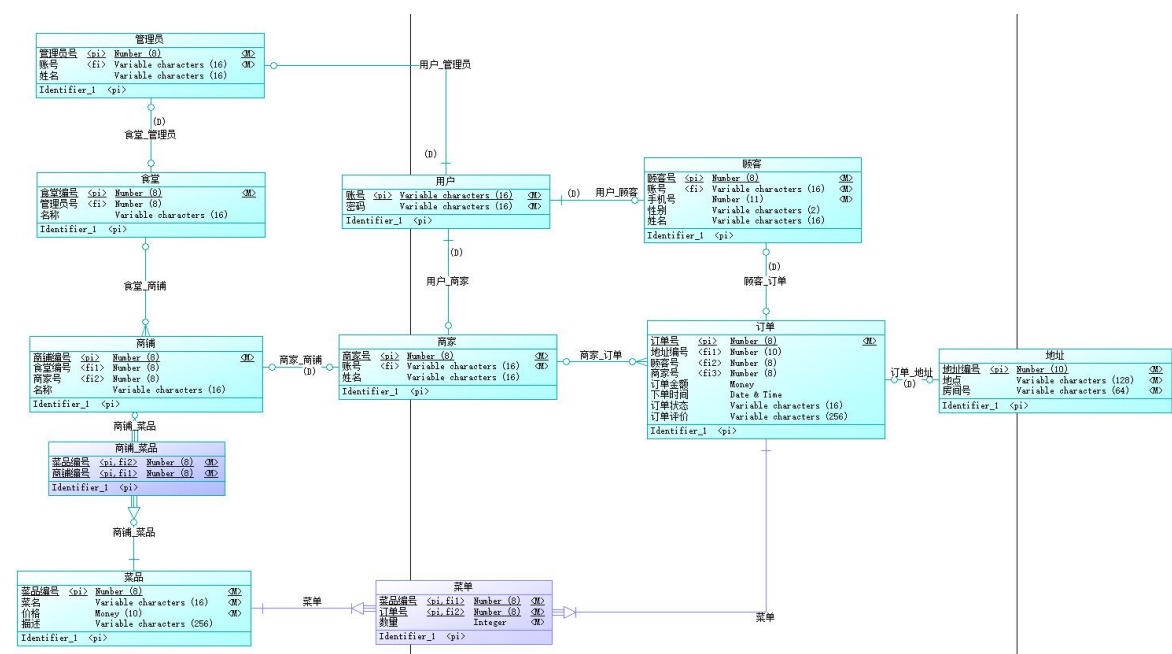 管理员
管理员号 <pi> Number (8) <M>
账号 <fi> Variable characters (16) <M>
姓名 Variable characters (16)
Identifier_1 <pi>
用户_管理员
(D)
食堂_管理员
(D)
食堂
食堂编号 <pi> Number (8) <M>
管理员号 <fi> Number (8)
名称 Variable characters (16)
Identifier_1 <pi>
用户
账号 <pi> Variable characters (16) <M>
密码 Variable characters (16) <M>
Identifier_1 <pi>
(D) 用户_顾客
顾客
顾客号 <pi> Number (8) <M>
账号 <fi> Variable characters (16) <M>
手机号 Number (11) <M>
性别 Variable characters (2)
姓名 Variable characters (16)
Identifier_1 <pi>
食堂_商铺
(D)
用户_商家
(D)
顾客_订单
商铺
商铺编号 <pi> Number (8) <M>
食堂编号 <fi1> Number (8)
商家号 <fi2> Number (8)
名称 Variable characters (16)
Identifier_1 <pi>
商家_商铺
(D)
商家
商家号 <pi> Number (8) <M>
账号 <fi> Variable characters (16) <M>
姓名 Variable characters (16)
Identifier_1 <pi>
商家_订单
订单
订单号 <pi> Number (8) <M>
地址编号 <fi1> Number (10)
顾客号 <fi2> Number (8)
商家号 <fi3> Number (8)
订单金额 Money
下单时间 Date & Time
订单状态 Variable characters (16)
订单评价 Variable characters (256)
Identifier_1 <pi>
订单_地址
(D)
地址
地址编号 <pi> Number (10) <M>
地点 Variable characters (128) <M>
房间号 Variable characters (64) <M>
Identifier_1 <pi>
商铺_菜品
商铺_菜品
菜品编号 <pi,fi2> Number (8) <M>
商铺编号 <pi,fi1> Number (8) <M>
Identifier_1 <pi>
商铺_菜品
菜品
菜品编号 <pi> Number (8) <M>
菜名 Variable characters (16) <M>
价格 Money (10) <M>
描述 Variable characters (256)
Identifier_1 <pi>
菜单
菜单
菜品编号 <pi,fi1> Number (8) <M>
订单号 <pi,fi2> Number (8) <M>
数量 Integer <M>
Identifier_1 <pi>
菜单